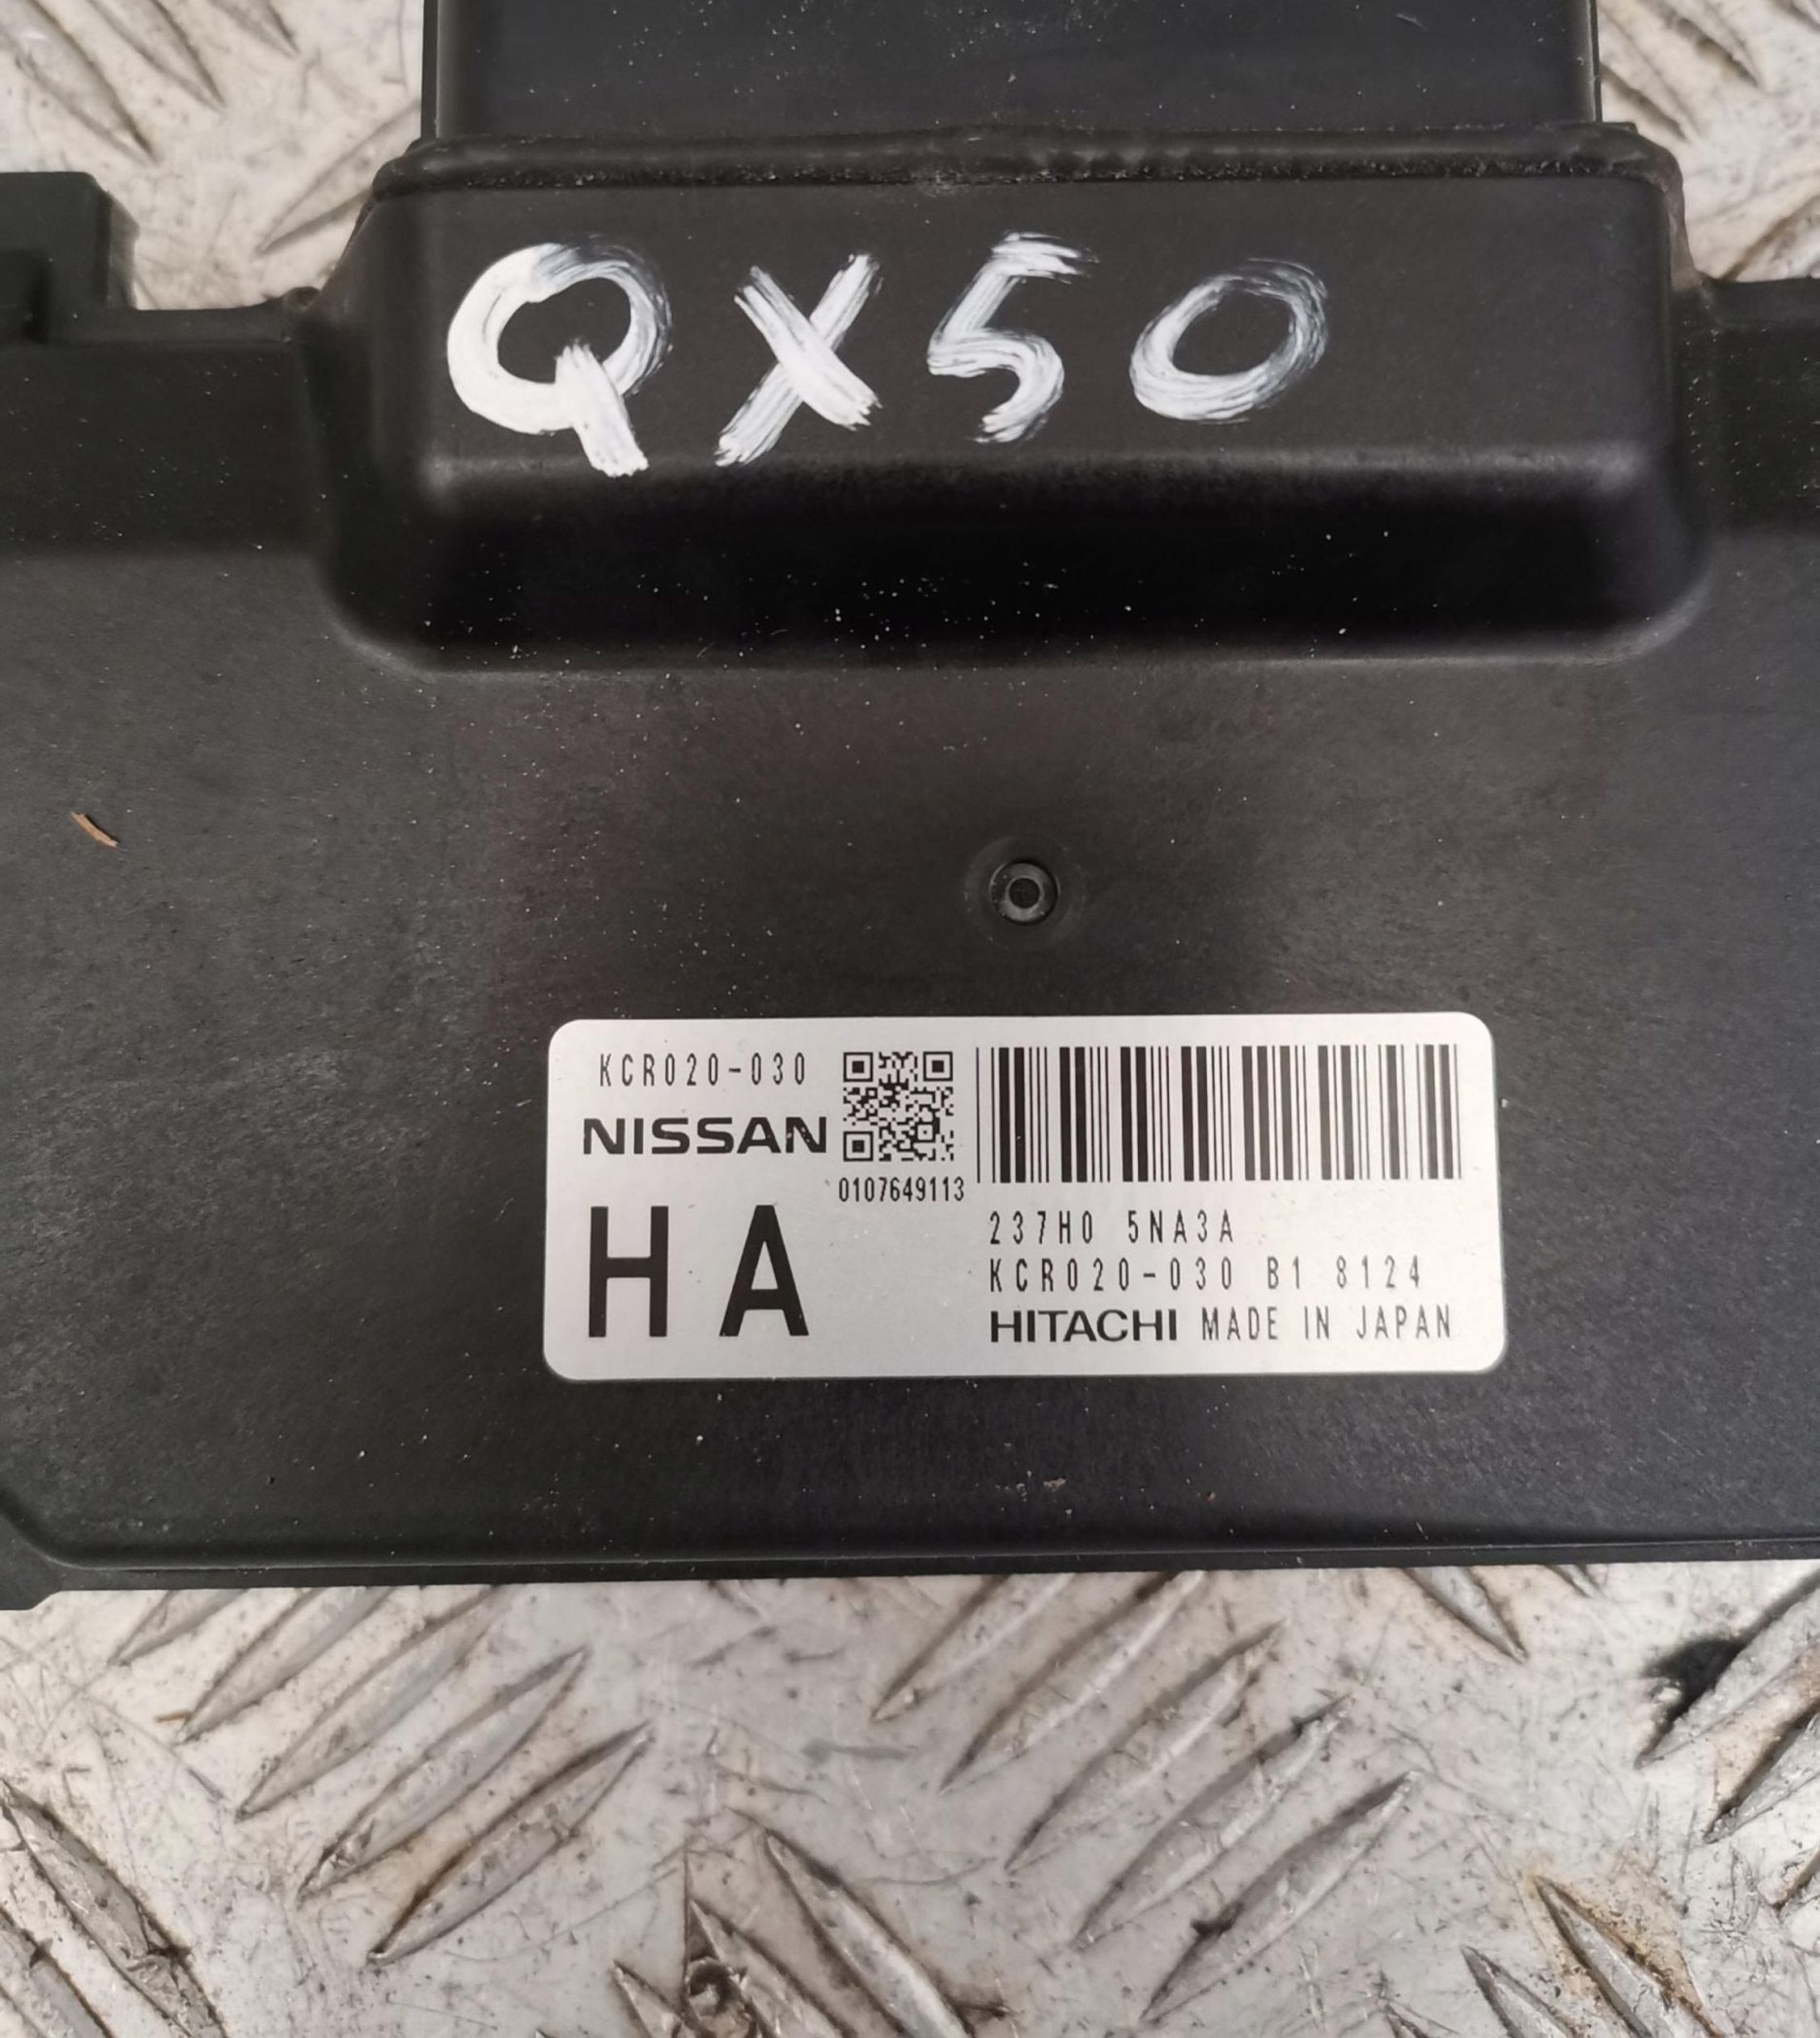 QX50
KCR020-030
NISSAN
0107649113
HA
237H0 5NA3A
KCR020-030 B1 8124
HITACHI MADE IN JAPAN